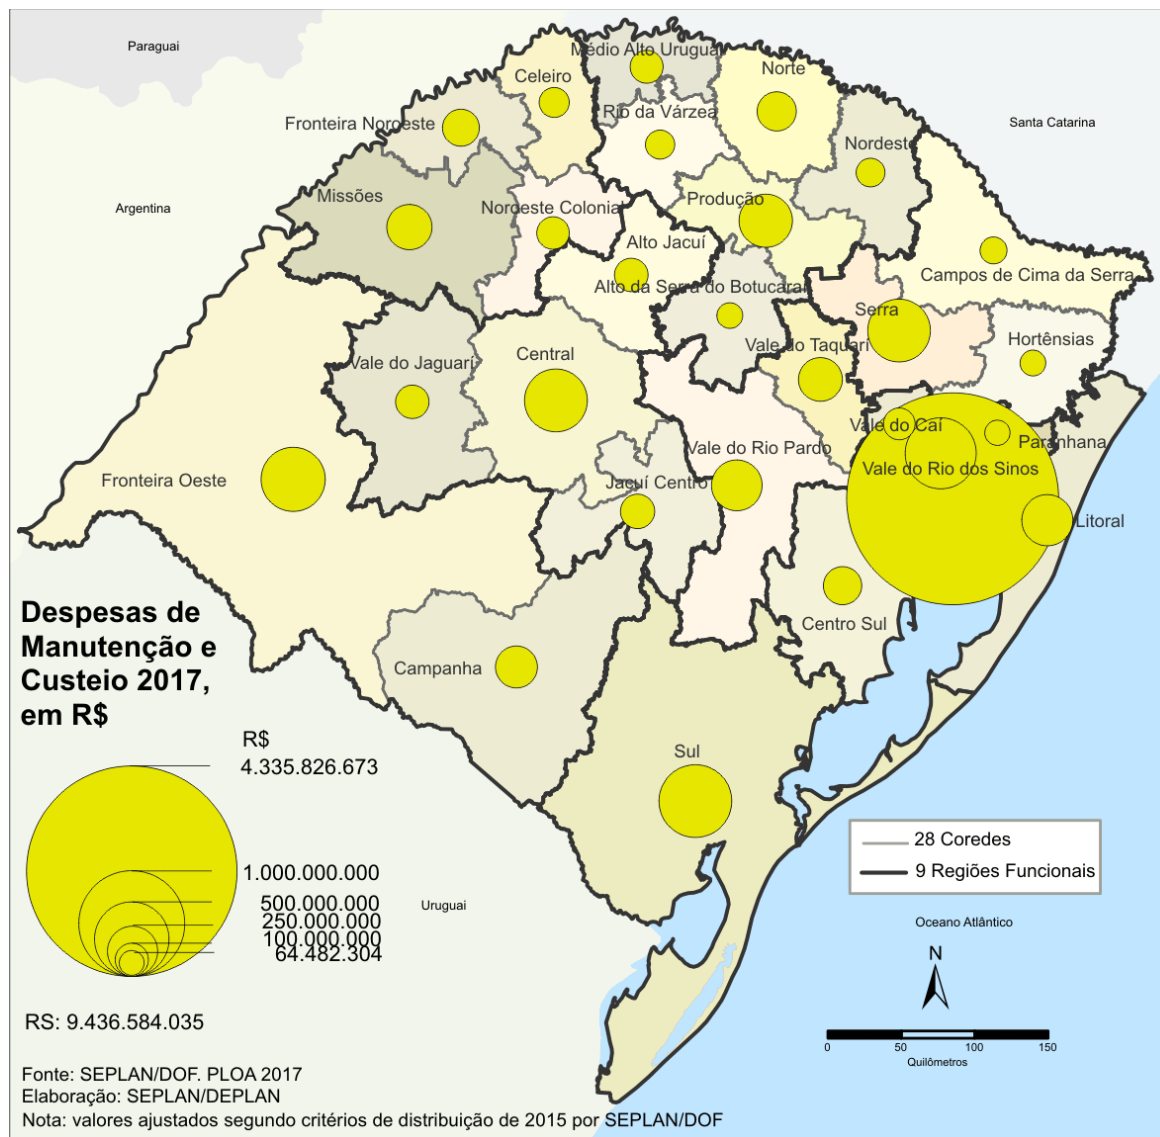 Paraguai
Médio Alto Uruguai
Celeiro
Norte
Rio da Várzea
Santa Catarina
Fronteira Noroeste
Nordeste
Missões
Produção
Argentina
Noroeste Colonial
Alto Jacuí
Campos de Cima da Serra
Alto da Serra do Botucaraí
Serra
Hortênsias
Vale do Taquarí
Central
Vale do Jaguarí
Vale do Caí
Paranhana
Vale do Rio Pardo
Vale do Rio dos Sinos
Fronteira Oeste
Jacuí Centro
Litoral
Centro Sul
Campanha
Sul
Despesas de
Manutenção e
Custeio 2017,
em R$
R$
4.335.826.673
1.000.000.000
500.000.000
250.000.000
100.000.000
64.482.304
RS: 9.436.584.035
28 Coredes
9 Regiões Funcionais
Uruguai
Oceano Atlântico
N
0 50 100 150
Quilômetros
Fonte: SEPLAN/DOF. PLOA 2017
Elaboração: SEPLAN/DEPLAN
Nota: valores ajustados segundo critérios de distribuição de 2015 por SEPLAN/DOF